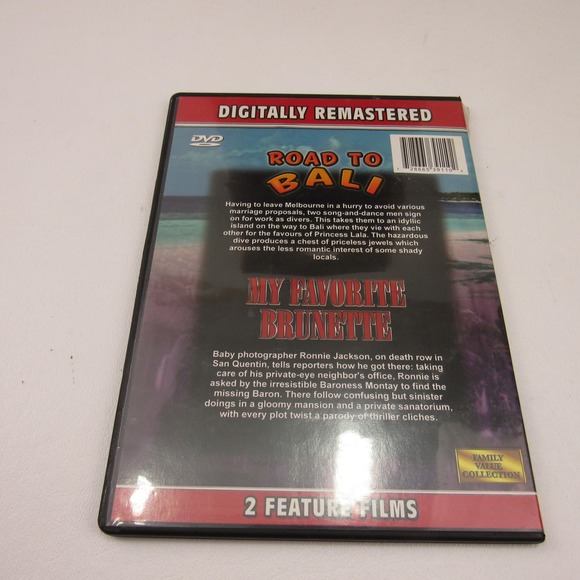 DIGITALLY REMASTERED
DVD
ROAD TO
BALI
Having to leave Melbourne in a hurry to avoid various
marriage proposals, two song-and-dance men sign
on for work as divers. This takes them to an idyllic
island on the way to Bali where they vie with each
other for the favours of Princess Lala. The hazardous
dive produces a chest of priceless jewels which
arouses the less romantic interest of some shady
locals.
MY FAVORITE
BRUNETTE
Baby photographer Ronnie Jackson, on death row in
San Quentin, tells reporters how he got there: taking
care of his private-eye neighbor's office, Ronnie is
asked by the irresistible Baroness Montay to find the
missing Baron. There follow confusing but sinister
doings in a gloomy mansion and a private sanatorium,
with every plot twist a parody of thriller cliches.
FAMILY
VALUE
COLLECTION
2 FEATURE FILMS